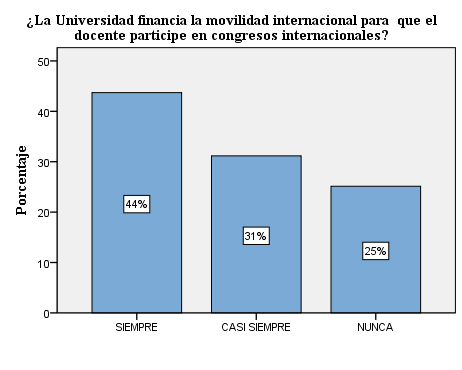 ¿La Universidad financia la movilidad internacional para que el
docente participe en congresos internacionales?
Porcentaje
50
40
30
20
10
0
44%
31%
25%
SIEMPRE
CASI SIEMPRE
NUNCA